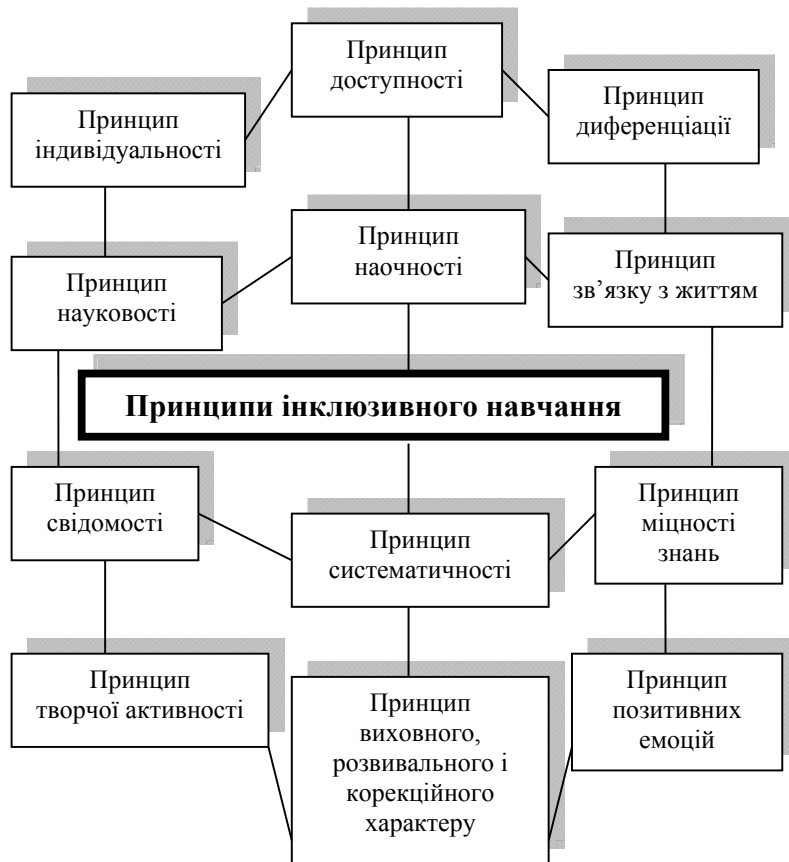 Принцип
доступності
Принцип
індивідуальності
Принцип
диференціації
Принцип
наочності
Принцип
науковості
Принцип
зв’язку з життям
Принципи інклюзивного навчання
Принцип
свідомості
Принцип
систематичності
Принцип
міцності
знань
Принцип
творчої активності
Принцип
виховного,
розвивального і
корекційного
характеру
Принцип
позитивних
емоцій